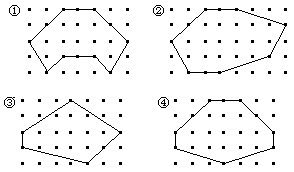 ① ②
③ ④